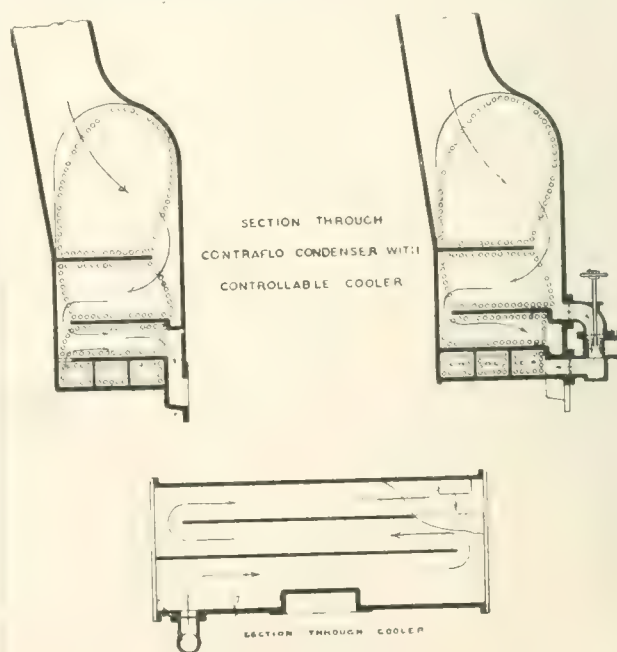 SECTION THROUGH
CONTRAFLO CONDENSER WITH
CONTROLLABLE COOLER
SECTION THROUGH COOLER